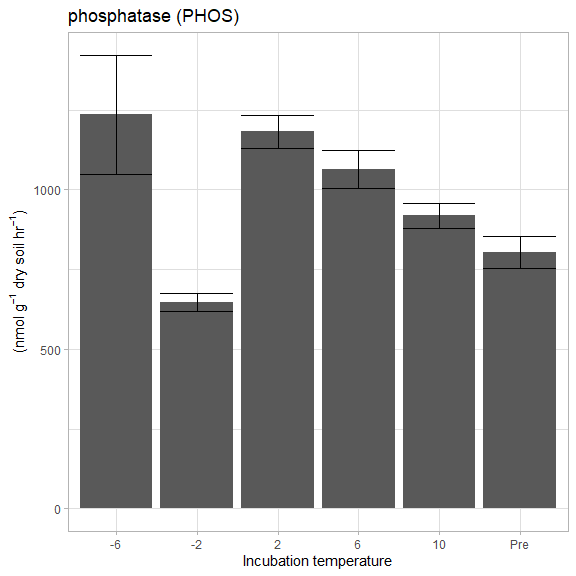 phosphatase (PHOS)
(nmol g⁻¹ dry soil hr⁻¹)
1000
500
0
-6 -2 2 6 10 Pre
Incubation temperature